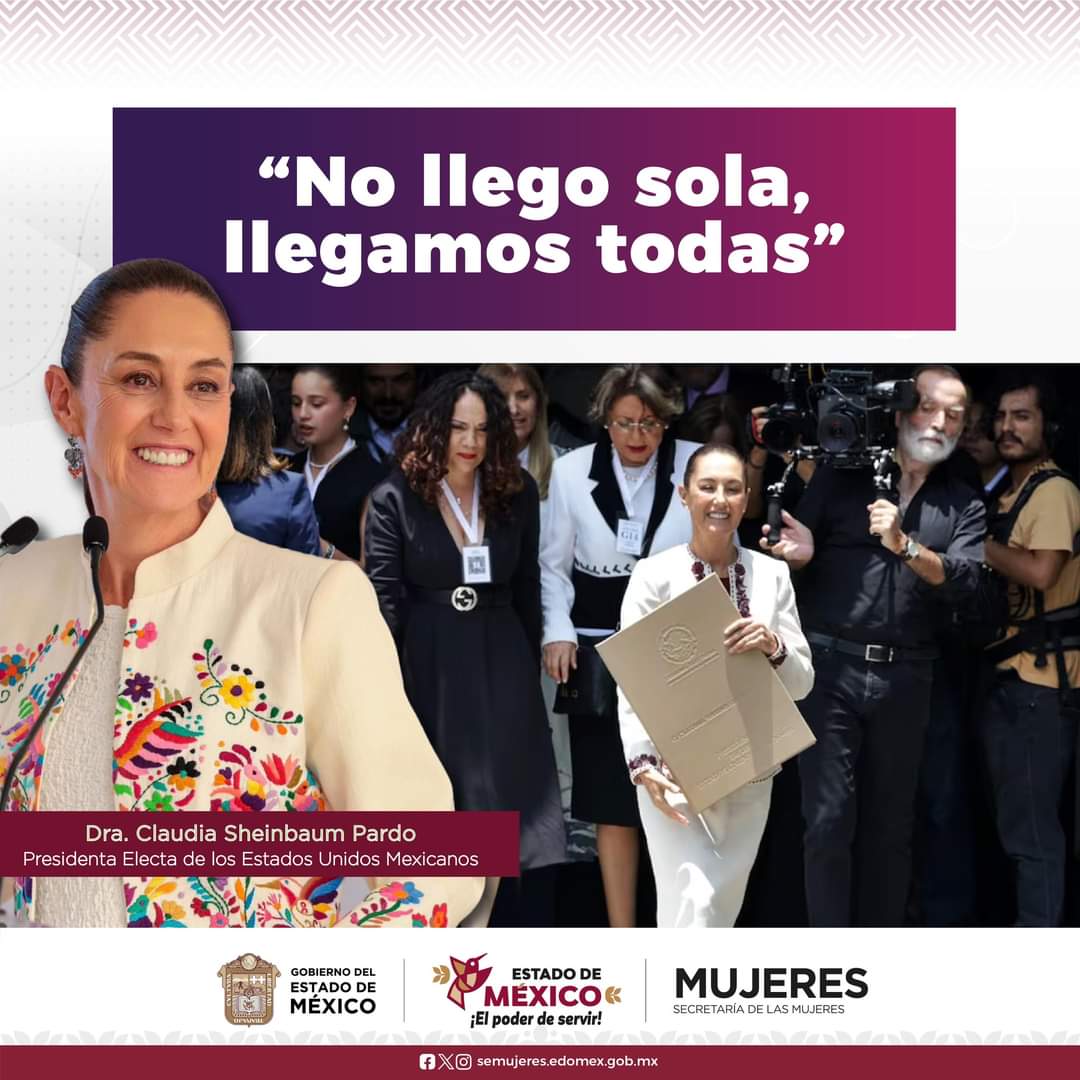 “No llego sola,
llegamos todas”
G14
Dra. Claudia Sheinbaum Pardo
Presidenta Electa de los Estados Unidos Mexicanos
GOBIERNO DEL
ESTADO DE
MÉXICO
ESTADO DE
MÉXICO
¡El poder de servir!
MUJERES
SECRETARÍA DE LAS MUJERES
semujeres.edomex.gob.mx